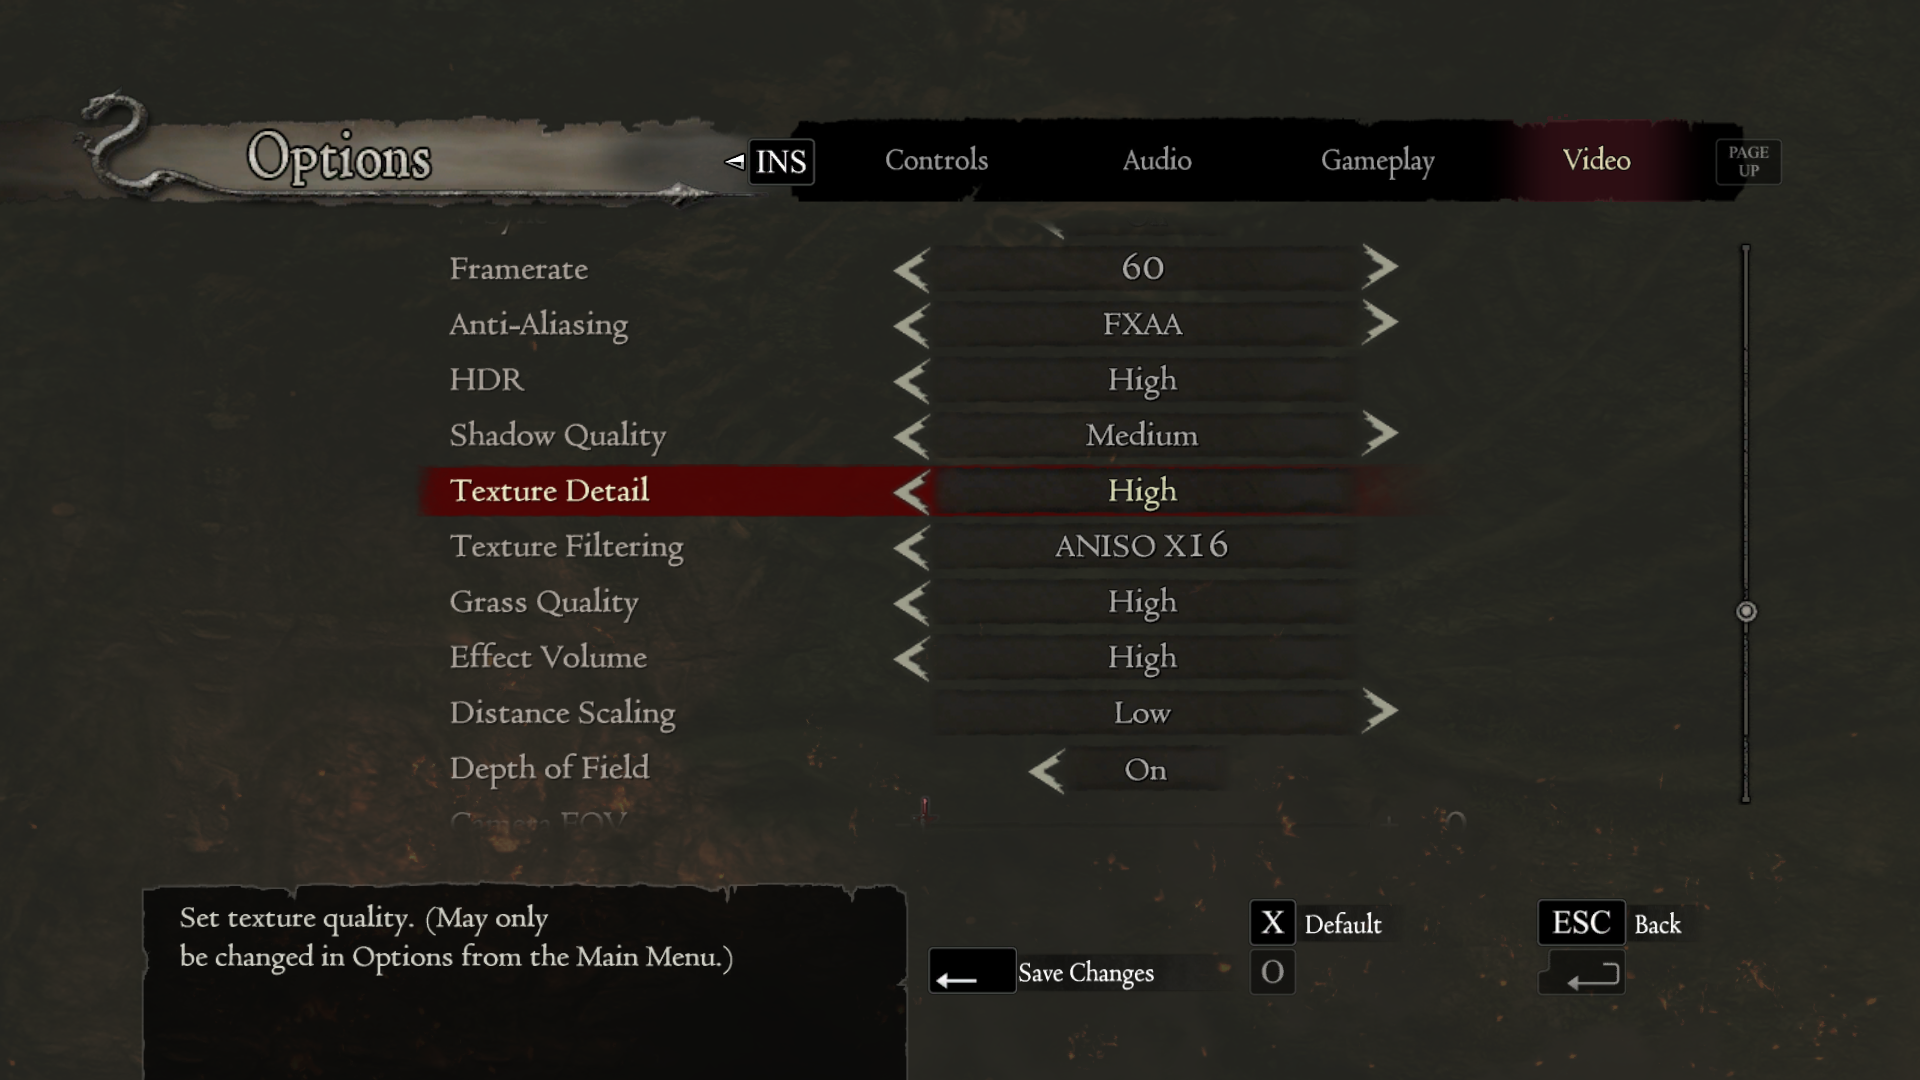 Options
INS
Controls
Audio
Gameplay
Video
PAGE UP
Framerate 60
Anti-Aliasing FXAA
HDR High
Shadow Quality Medium
Texture Detail High
Texture Filtering ANISO X16
Grass Quality High
Effect Volume High
Distance Scaling Low
Depth of Field On
Camera FOV
Set texture quality. (May only
be changed in Options from the Main Menu.)
Save Changes
X Default
O
ESC Back